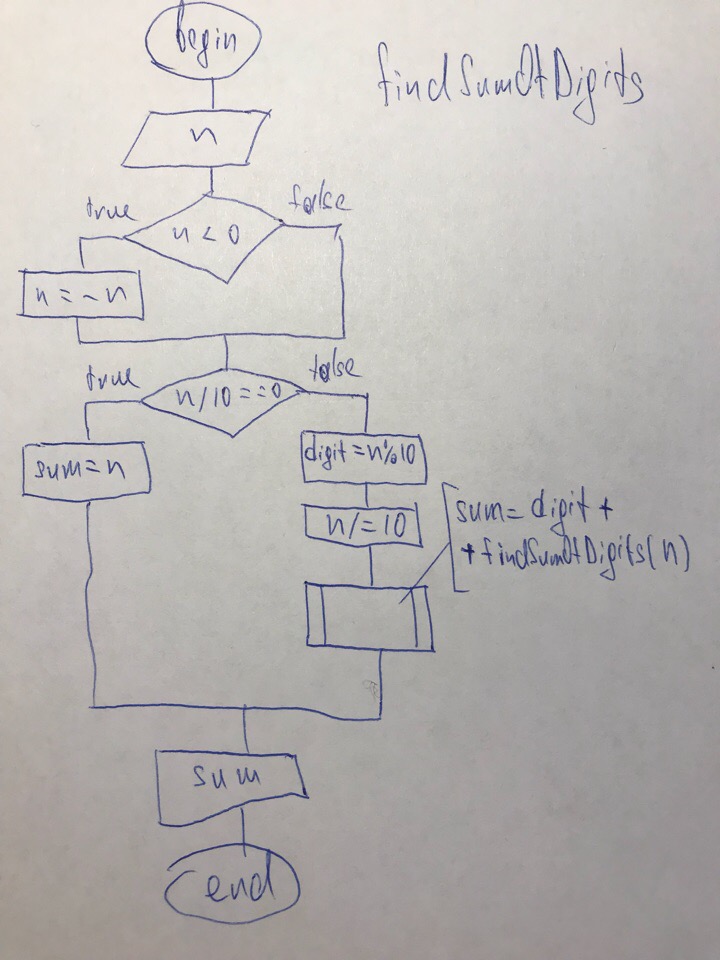 begin
findSumOfDigits
n
true
false
n < 0
n = -n
true
false
n/10 == 0
sum = n
digit = n%10
n/=10
sum = digit +
+ findSumOfDigits(n)
sum
end